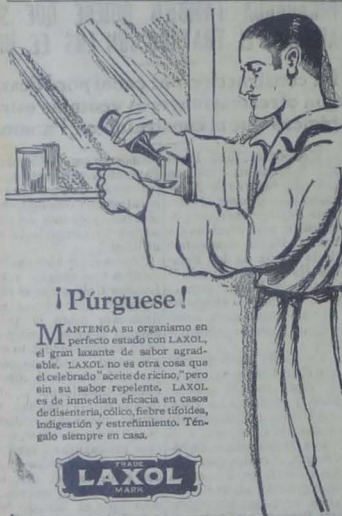 ¡Púrguese!
MANTENGA su organismo en
perfecto estado con LAXOL,
el gran laxante de sabor agrad-
able. LAXOL no es otra cosa que
el celebrado "aceite de ricino," pero
sin su sabor repelente. LAXOL
es de inmediata eficacia en casos
de disentería, cólico, fiebre tifoidea,
indigestión y estreñimiento. Tén-
galo siempre en casa.
TRADE
LAXOL
MARK